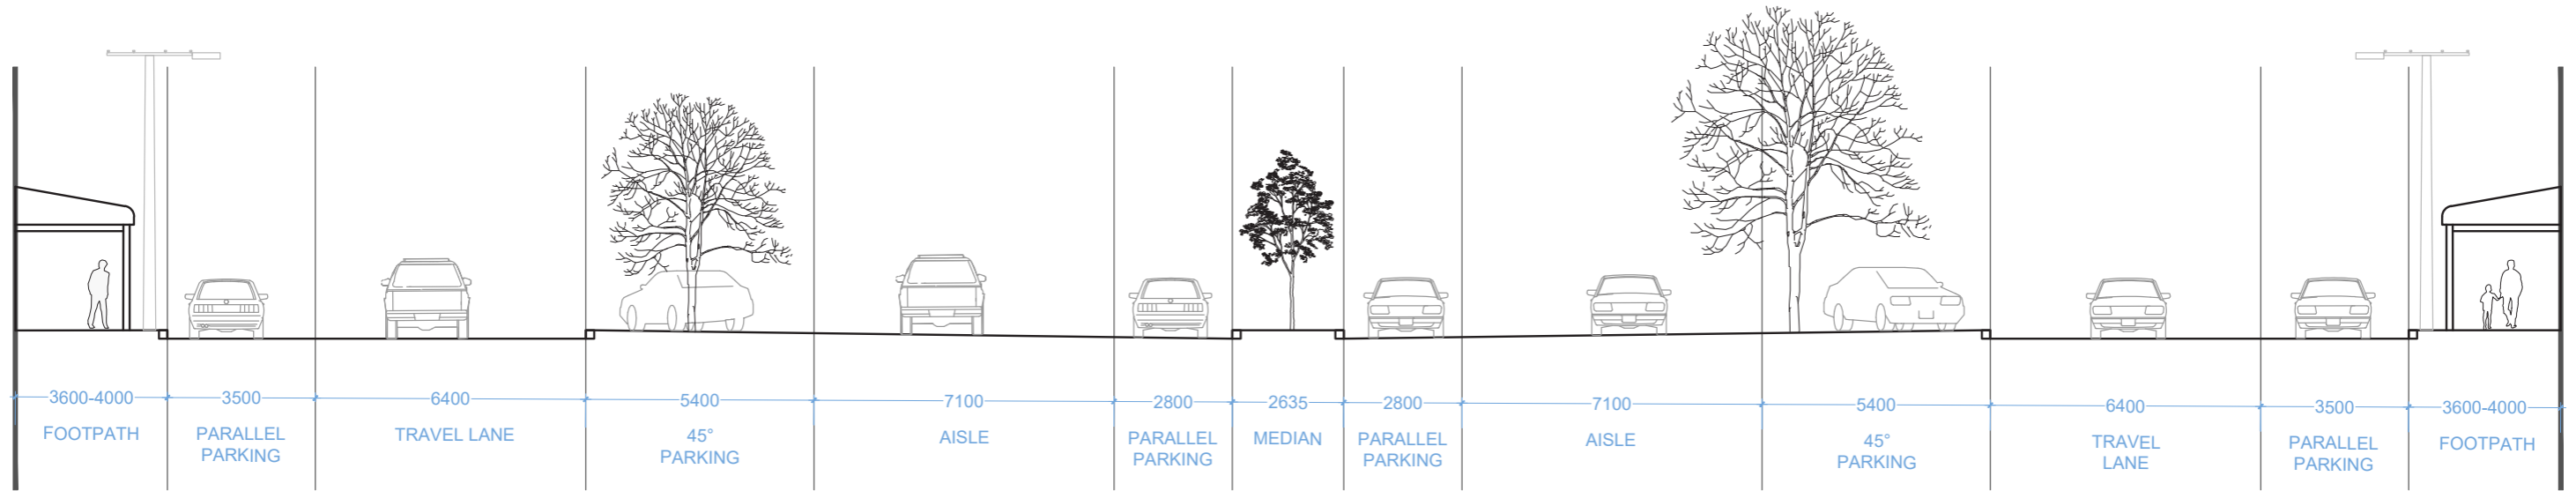 3600-4000 3500 6400 5400 7100 2800 2635 2800 7100 5400 6400 3500 3600-4000
FOOTPATH
PARALLEL
PARKING
TRAVEL LANE
45°
PARKING
AISLE
PARALLEL
PARKING
MEDIAN
PARALLEL
PARKING
AISLE
45°
PARKING
TRAVEL
LANE
PARALLEL
PARKING
FOOTPATH